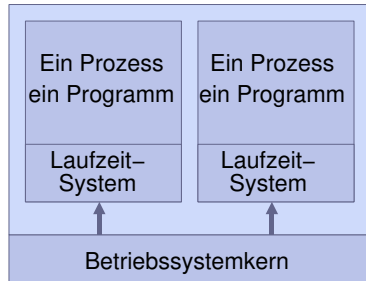 Ein Prozess
ein Programm
Laufzeit–
System
Ein Prozess
ein Programm
Laufzeit–
System
Betriebssystemkern